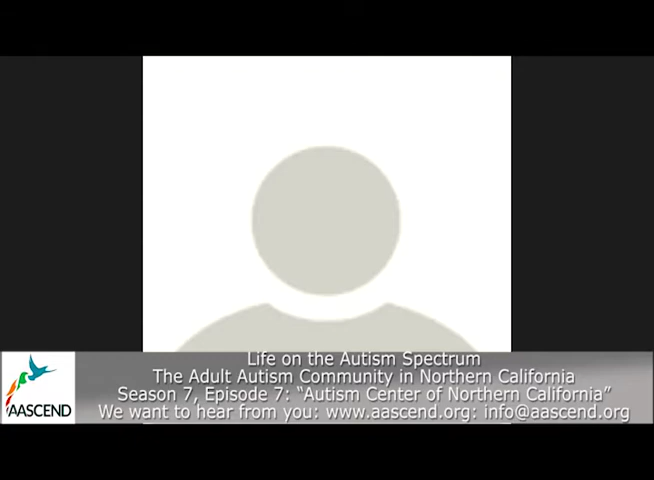 Life on the Autism Spectrum
The Adult Autism Community in Northern California
Season 7, Episode 7: “Autism Center of Northern California”
We want to hear from you: www.aascend.org: info@aascend.org
AASCEND